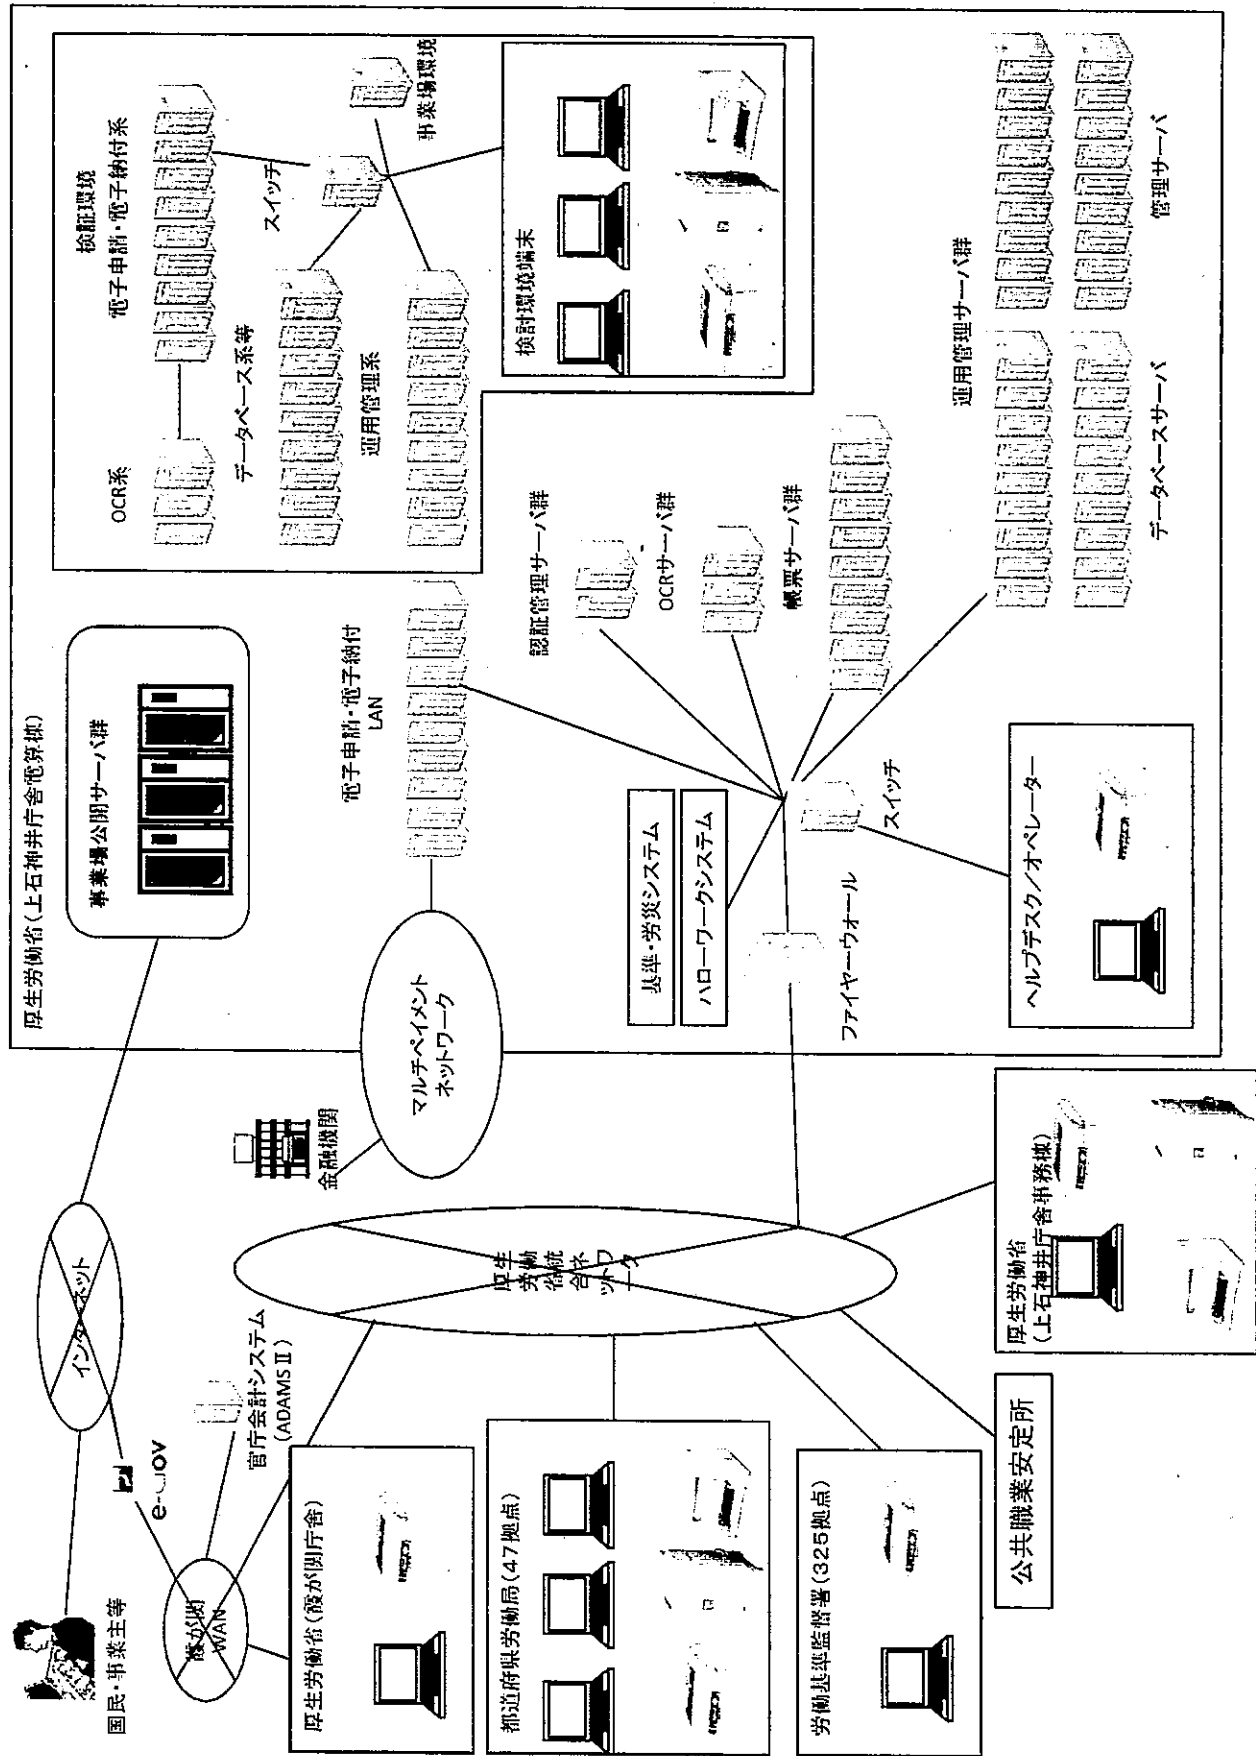 国民・事業主等
インターネット
e-Gov
霞が関
WAN
官庁会計システム
(ADAMSⅡ)
厚生労働省(霞が関庁舎)
都道府県労働局(47拠点)
労働基準監督署(325拠点)
公共職業安定所
厚生労働省
(上石神井庁舎事務棟)
厚生
労働
省統
合ネ
ットワ
ーク
金融機関
マルチペイメント
ネットワーク
厚生労働省(上石神井庁舎電算棟)
事業場公開サーバ群
電子申請・電子納付
LAN
認証管理サーバ群
OCRサーバ群
帳票サーバ群
基準・労災システム
ハローワークシステム
ファイヤーウォール
スイッチ
ヘルプデスク/オペレーター
運用管理サーバ群
データベースサーバ
管理サーバ
検証環境
電子申請・電子納付系
OCR系
スイッチ
データベース系等
運用管理系
事業場環境
検討環境端末